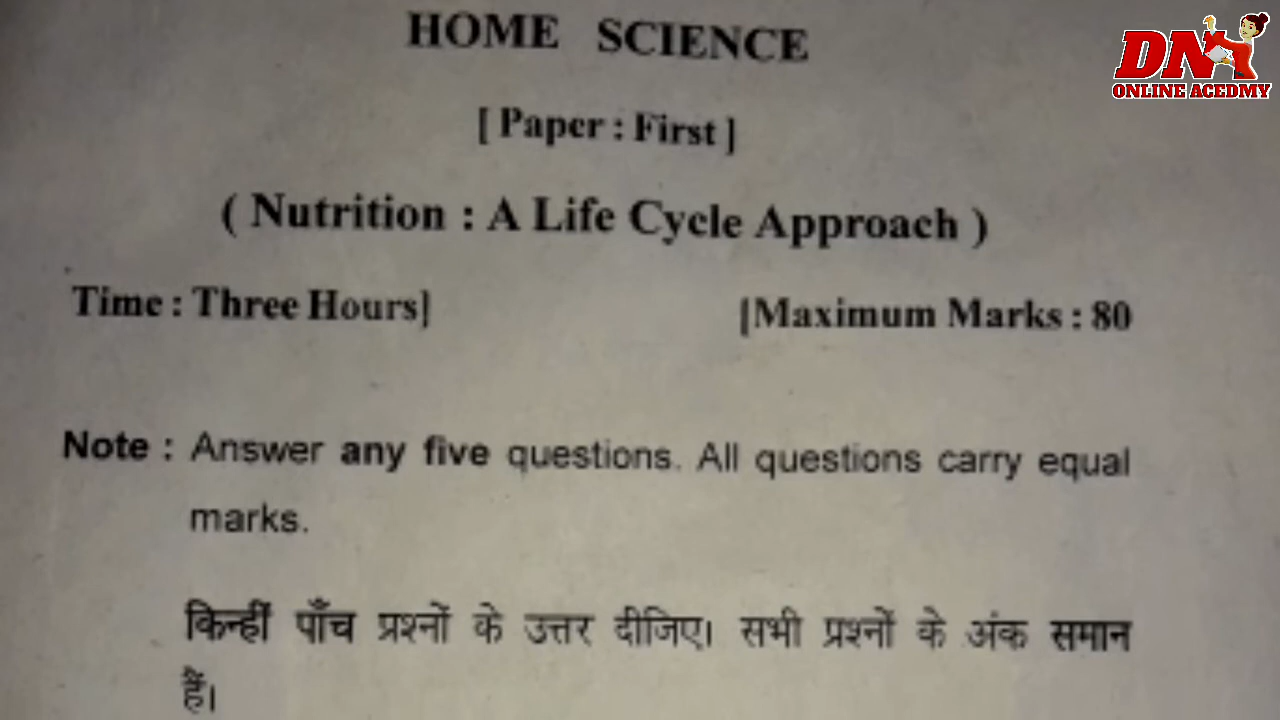 HOME SCIENCE
DNA
ONLINE ACEDMY
[ Paper : First ]
( Nutrition : A Life Cycle Approach )
Time : Three Hours] [Maximum Marks : 80
Note : Answer any five questions. All questions carry equal
marks.
किन्हीं पाँच प्रश्नों के उत्तर दीजिए। सभी प्रश्नों के अंक समान
हैं।